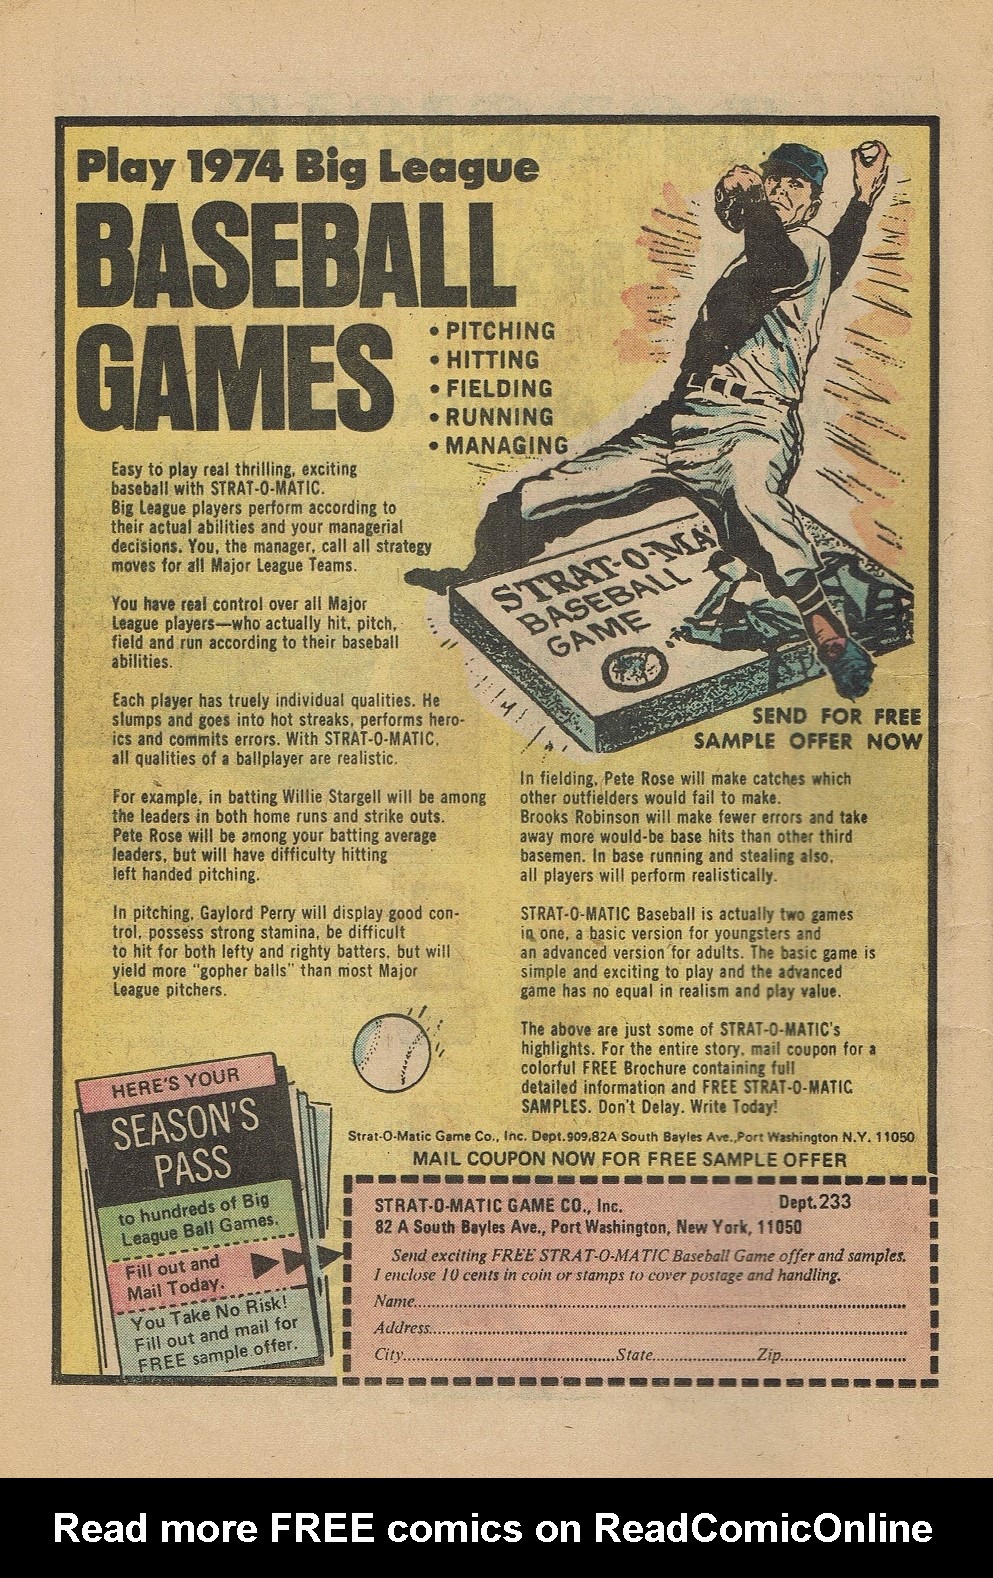 Play 1974 Big League
BASEBALL
GAMES
• PITCHING
• HITTING
• FIELDING
• RUNNING
• MANAGING
Easy to play real thrilling, exciting
baseball with STRAT-O-MATIC.
Big League players perform according to
their actual abilities and your managerial
decisions. You, the manager, call all strategy
moves for all Major League Teams.
You have real control over all Major
League players—who actually hit, pitch,
field and run according to their baseball
abilities.
Each player has truely individual qualities. He
slumps and goes into hot streaks, performs hero-
ics and commits errors. With STRAT-O-MATIC,
all qualities of a ballplayer are realistic.
For example, in batting Willie Stargell will be among
the leaders in both home runs and strike outs.
Pete Rose will be among your batting average
leaders, but will have difficulty hitting
left handed pitching.
In pitching, Gaylord Perry will display good con-
trol, possess strong stamina, be difficult
to hit for both lefty and righty batters, but will
yield more "gopher balls" than most Major
League pitchers.
STRAT-O-MA
BASEBALL
GAME
SEND FOR FREE
SAMPLE OFFER NOW
In fielding, Pete Rose will make catches which
other outfielders would fail to make.
Brooks Robinson will make fewer errors and take
away more would-be base hits than other third
basemen. In base running and stealing also,
all players will perform realistically.
STRAT-O-MATIC Baseball is actually two games
in one, a basic version for youngsters and
an advanced version for adults. The basic game is
simple and exciting to play and the advanced
game has no equal in realism and play value.
The above are just some of STRAT-O-MATIC's
highlights. For the entire story, mail coupon for a
colorful FREE Brochure containing full
detailed information and FREE STRAT-O-MATIC
SAMPLES. Don't Delay. Write Today!
Strat-O-Matic Game Co., Inc. Dept.909,82A South Bayles Ave.,Port Washington N.Y. 11050
MAIL COUPON NOW FOR FREE SAMPLE OFFER
HERE'S YOUR
SEASON'S
PASS
to hundreds of Big
League Ball Games.
Fill out and
Mail Today.
You Take No Risk!
Fill out and mail for
FREE sample offer.
STRAT-O-MATIC GAME CO., Inc. Dept.233
82 A South Bayles Ave., Port Washington, New York, 11050
Send exciting FREE STRAT-O-MATIC Baseball Game offer and samples.
I enclose 10 cents in coin or stamps to cover postage and handling.
Name
Address
City State Zip
Read more FREE comics on ReadComicOnline